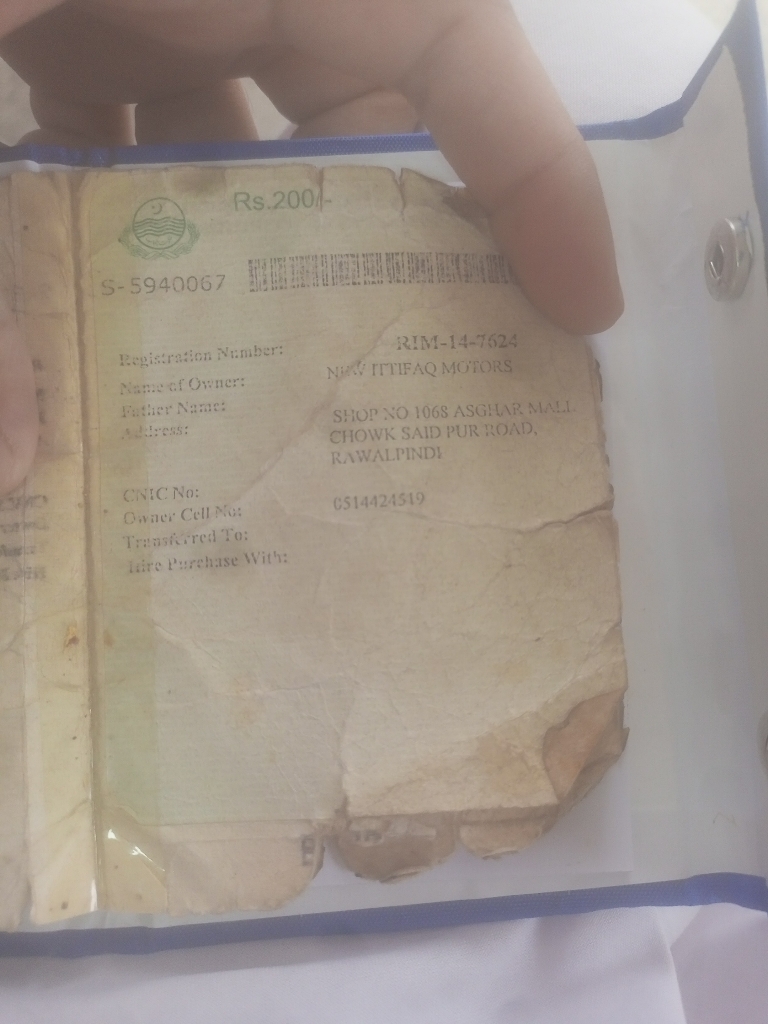 Rs.200/-
S-5940067
Registration Number: RIM-14-7624
Name of Owner: NEW ITTIFAQ MOTORS
Father Name:
Address: SHOP NO 1068 ASGHAR MALL
CHOWK SAID PUR ROAD,
RAWALPINDI
CNIC No:
Owner Cell No: 0514424519
Transferred To:
Hire Purchase With: